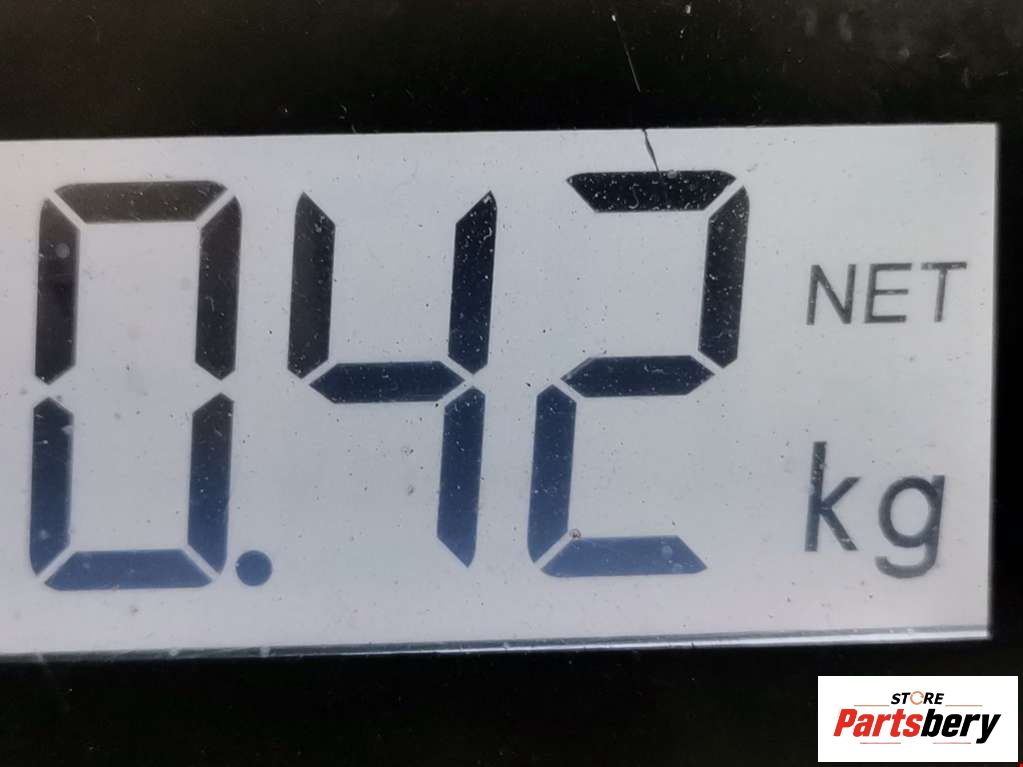 0.42 NET
kg
STORE
Partsbery